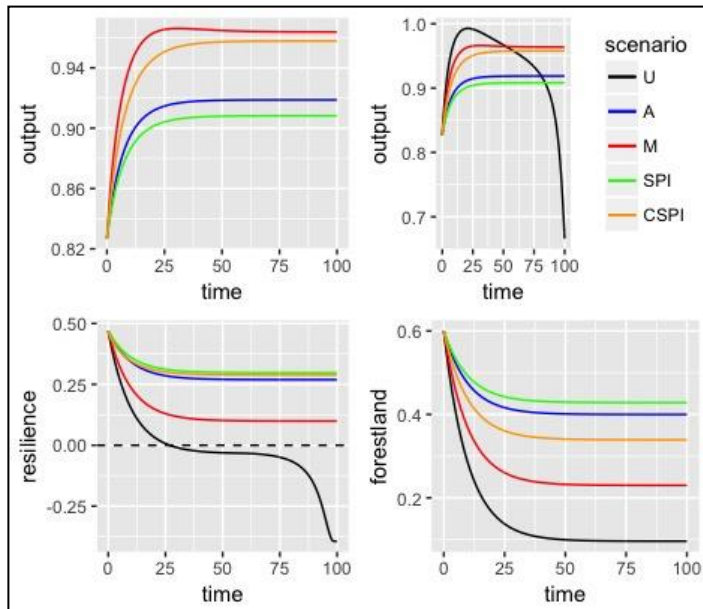 output
0.94
0.90
0.86
0.82
0 25 50 75 100
time
output
1.0
0.9
0.8
0.7
0 25 50 75 100
time
scenario
U
A
M
SPI
CSPI
resilience
0.50
0.25
0.00
-0.25
0 25 50 75 100
time
forestland
0.6
0.4
0.2
0 25 50 75 100
time